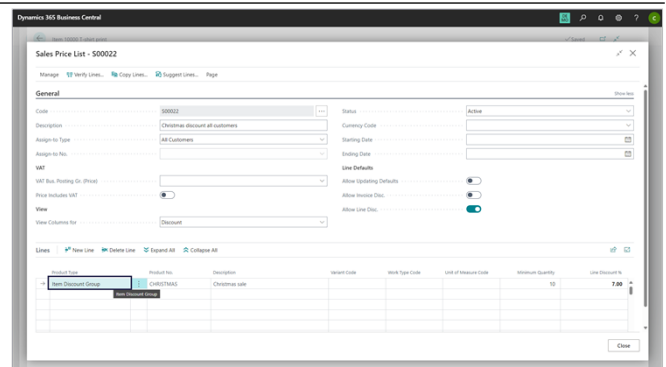 Dynamics 365 Business Central
Item 10000 T-shirt print
Saved
Sales Price List - S00022
Manage Verify Lines... Copy Lines... Suggest Lines... Page
General Show less
Code S00022 Status Active
Description Christmas discount all customers Currency Code
Assign-to Type All Customers Starting Date
Assign-to No. Ending Date
VAT Line Defaults
VAT Bus. Posting Gr. (Price) Allow Updating Defaults
Price Includes VAT Allow Invoice Disc.
View Allow Line Disc.
View Columns for Discount
Lines New Line Delete Line Expand All Collapse All
Product Type Product No. Description Variant Code Work Type Code Unit of Measure Code Minimum Quantity Line Discount %
Item Discount Group CHRISTMAS Christmas sale 10 7.00
Item Discount Group
Close